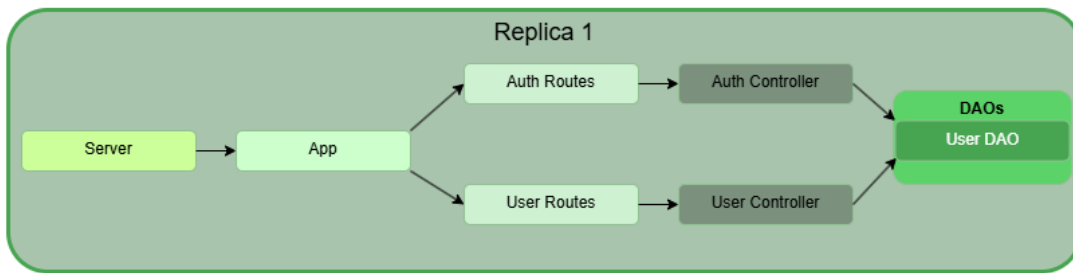 Replica 1
Auth Routes
Auth Controller
DAOs
User DAO
Server
App
User Routes
User Controller